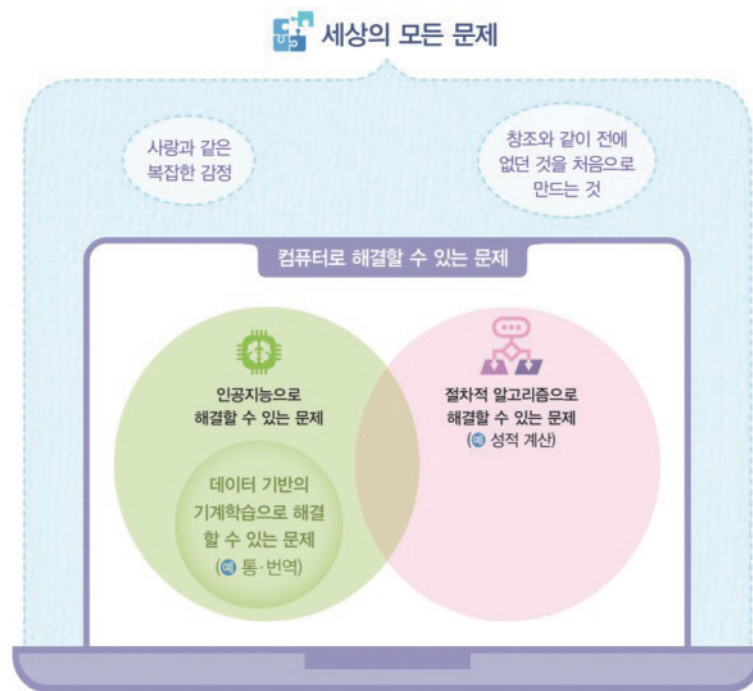 세상의 모든 문제
사랑과 같은
복잡한 감정
창조와 같이 전에
없던 것을 처음으로
만드는 것
컴퓨터로 해결할 수 있는 문제
인공지능으로
해결할 수 있는 문제
절차적 알고리즘으로
해결할 수 있는 문제
(예 성적 계산)
데이터 기반의
기계학습으로 해결
할 수 있는 문제
(예 통·번역)